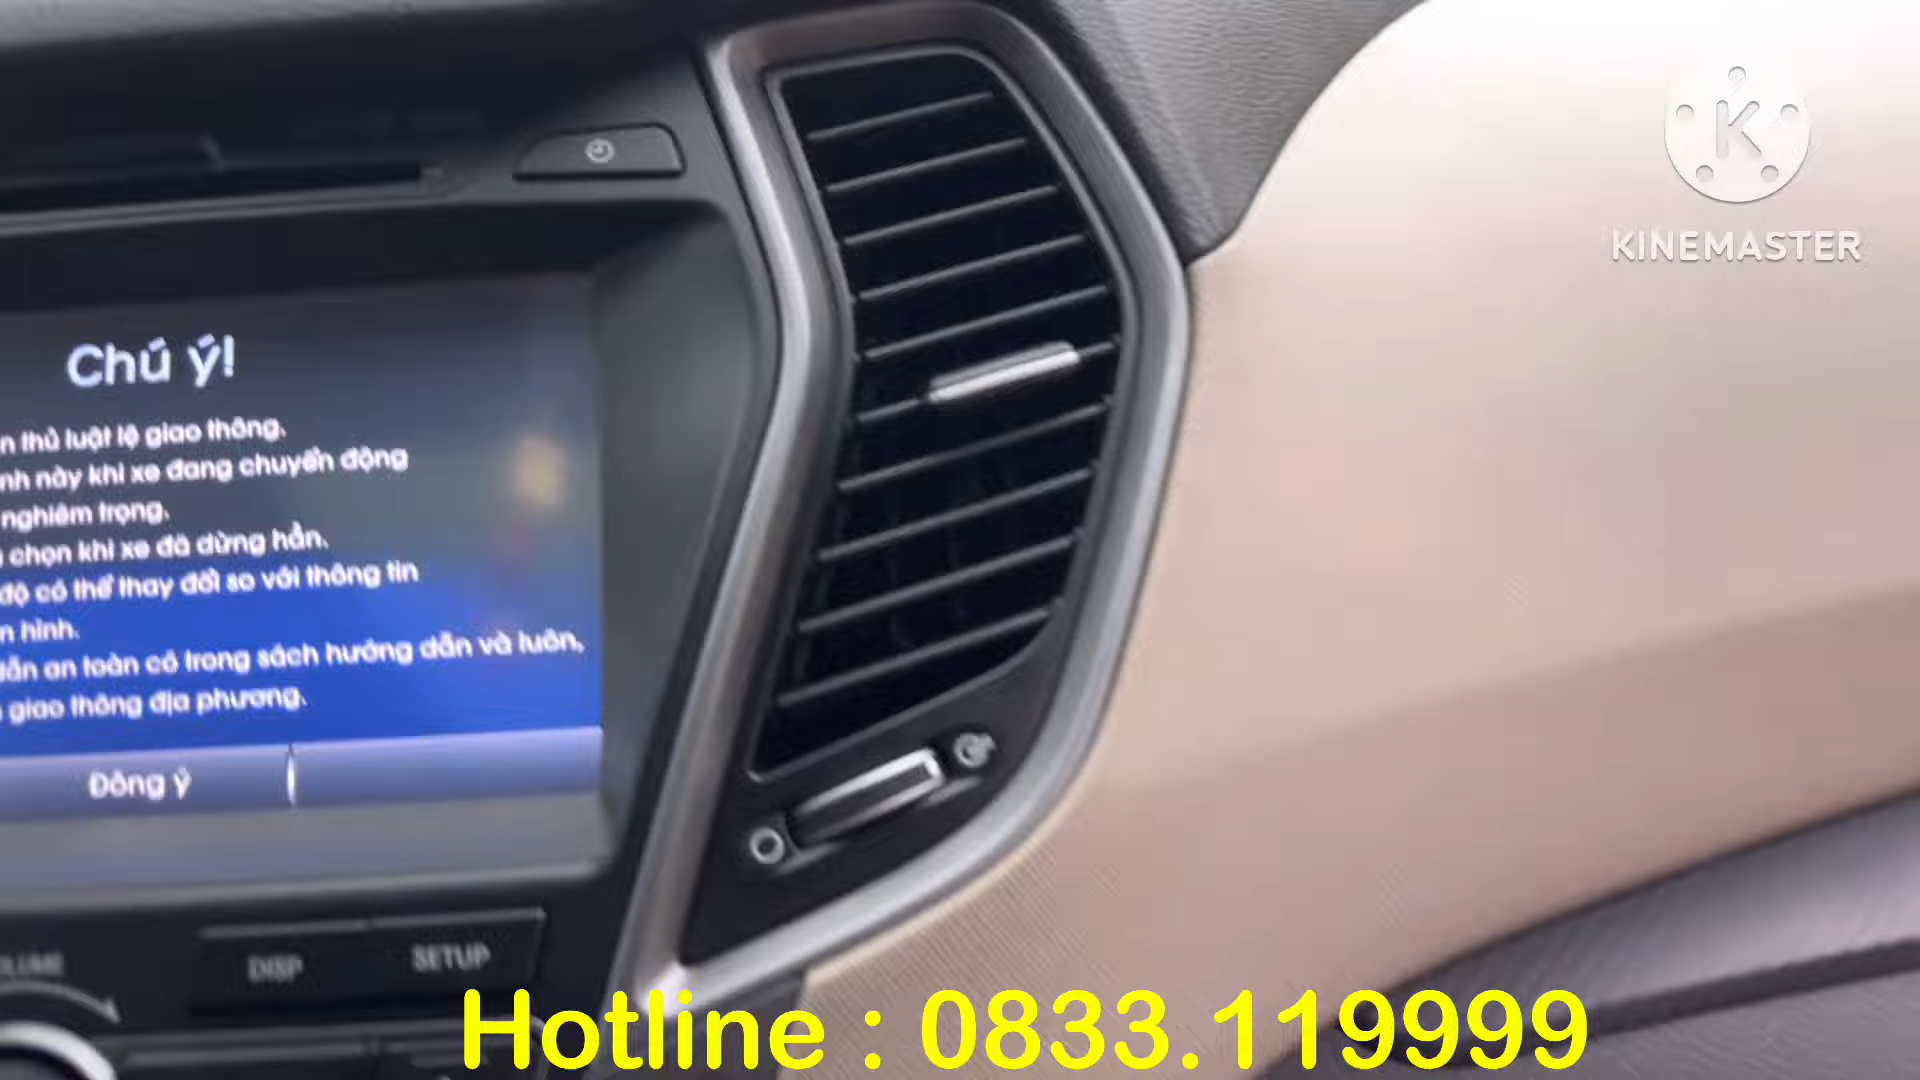 KINEMASTER
Chú ý!
thủ luật lệ giao thông.
này khi xe đang chuyển động
nghiêm trọng.
chọn khi xe đã dừng hẳn.
độ có thể thay đổi so với thông tin
hình.
dẫn an toàn có trong sách hướng dẫn và luôn,
giao thông địa phương.
Đồng ý
DISP
SETUP
Hotline : 0833.119999